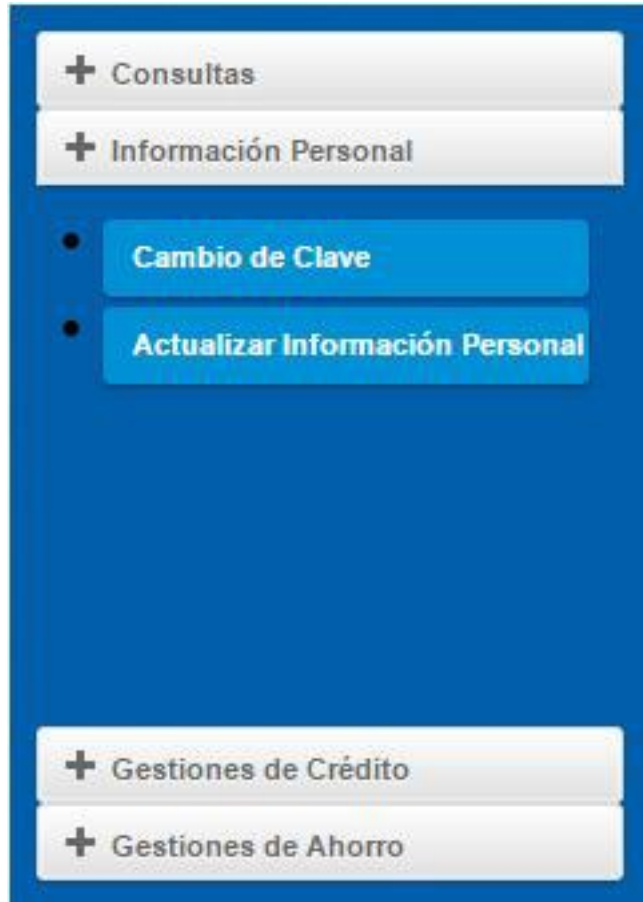 Consultas
Información Personal
Cambio de Clave
Actualizar Información Personal
Gestiones de Crédito
Gestiones de Ahorro